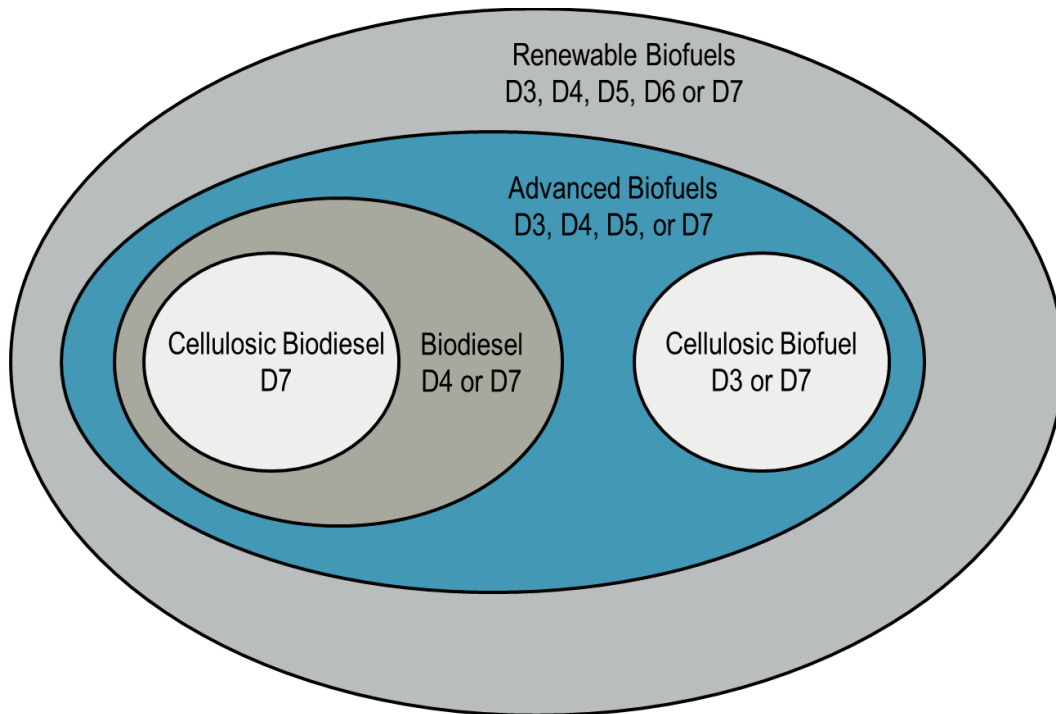 Renewable Biofuels
D3, D4, D5, D6 or D7
Advanced Biofuels
D3, D4, D5, or D7
Cellulosic Biodiesel
D7
Biodiesel
D4 or D7
Cellulosic Biofuel
D3 or D7